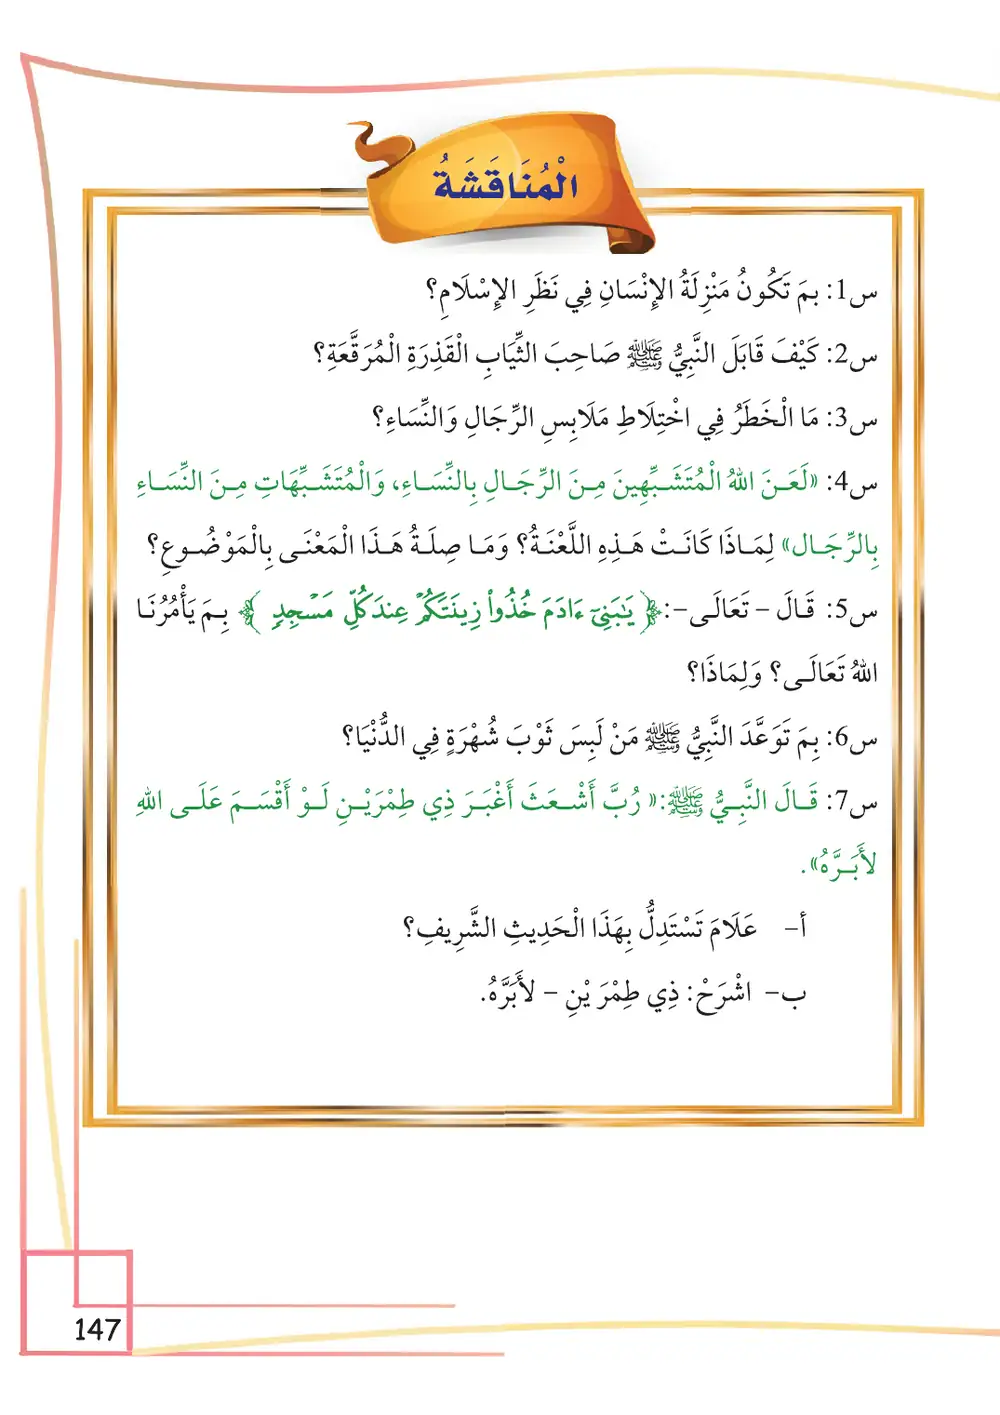 الْمُنَاقَشَةُ
س1: بِمَ تَكُونُ مَنْزِلَةُ الإِنْسَانِ فِي نَظَرِ الإِسْلَامِ؟
س2: كَيْفَ قَابَلَ النَّبِيُّ ﷺ صَاحِبَ الثِّيَابِ الْقَذِرَةِ الْمُرَقَّعَةِ؟
س3: مَا الْخَطَرُ فِي اخْتِلَاطِ مَلَابِسِ الرِّجَالِ وَالنِّسَاءِ؟
س4: «لَعَنَ اللهُ الْمُتَشَبِّهِينَ مِنَ الرِّجَالِ بِالنِّسَاءِ، وَالْمُتَشَبِّهَاتِ مِنَ النِّسَاءِ
بِالرِّجَالِ» لِمَاذَا كَانَتْ هَذِهِ اللَّعْنَةُ؟ وَمَا صِلَةُ هَذَا الْمَعْنَى بِالْمَوْضُوعِ؟
س5: قَالَ – تَعَالَى –: ﴿ يَٰبَنِيٓ ءَادَمَ خُذُواْ زِينَتَكُمۡ عِندَ كُلِّ مَسۡجِدٖ ﴾ بِمَ يَأْمُرُنَا
اللهُ تَعَالَى؟ وَلِمَاذَا؟
س6: بِمَ تَوَعَّدَ النَّبِيُّ ﷺ مَنْ لَبِسَ ثَوْبَ شُهْرَةٍ فِي الدُّنْيَا؟
س7: قَالَ النَّبِيُّ ﷺ:« رُبَّ أَشْعَثَ أَغْبَرَ ذِي طِمْرَيْنِ لَوْ أَقْسَمَ عَلَى اللهِ
لأَبَرَّهُ».
أ– عَلَامَ تَسْتَدِلُّ بِهَذَا الْحَدِيثِ الشَّرِيفِ؟
ب– اشْرَحْ: ذِي طِمْرَيْنِ – لأَبَرَّهُ.
147